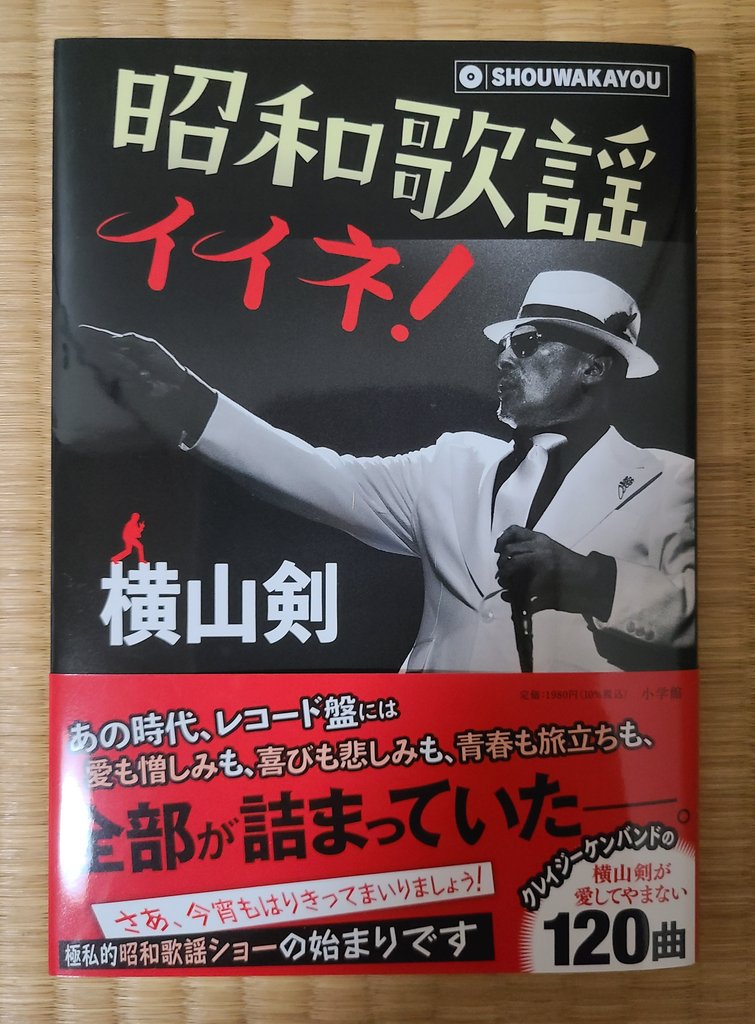 SHOUWAKAYOU
昭和歌謡
イイネ!
横山剣
定価:1980円(10%税込) 小学館
あの時代、レコード盤には
愛も憎しみも、喜びも悲しみも、青春も旅立ちも、
全部が詰まっていた――。
クレイジーケンバンドの
横山剣が
愛してやまない
120曲
さあ、今宵もはりきってまいりましょう!
極私的昭和歌謡ショーの始まりです